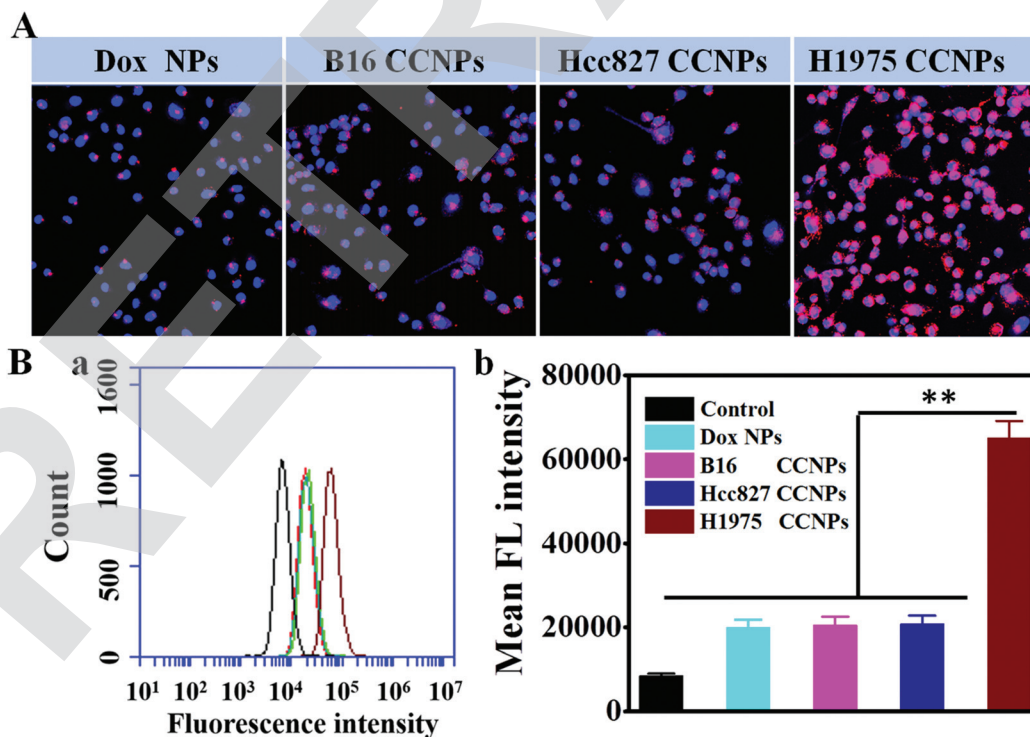 A
Dox NPs
B16 CCNPs
Hcc827 CCNPs
H1975 CCNPs
B
a
1600
1000
500
0
Count
10¹ 10² 10³ 10⁴ 10⁵ 10⁶ 10⁷
Fluorescence intensity
b
80000
60000
40000
20000
0
Mean FL intensity
Control
Dox NPs
B16 CCNPs
Hcc827 CCNPs
H1975 CCNPs
**